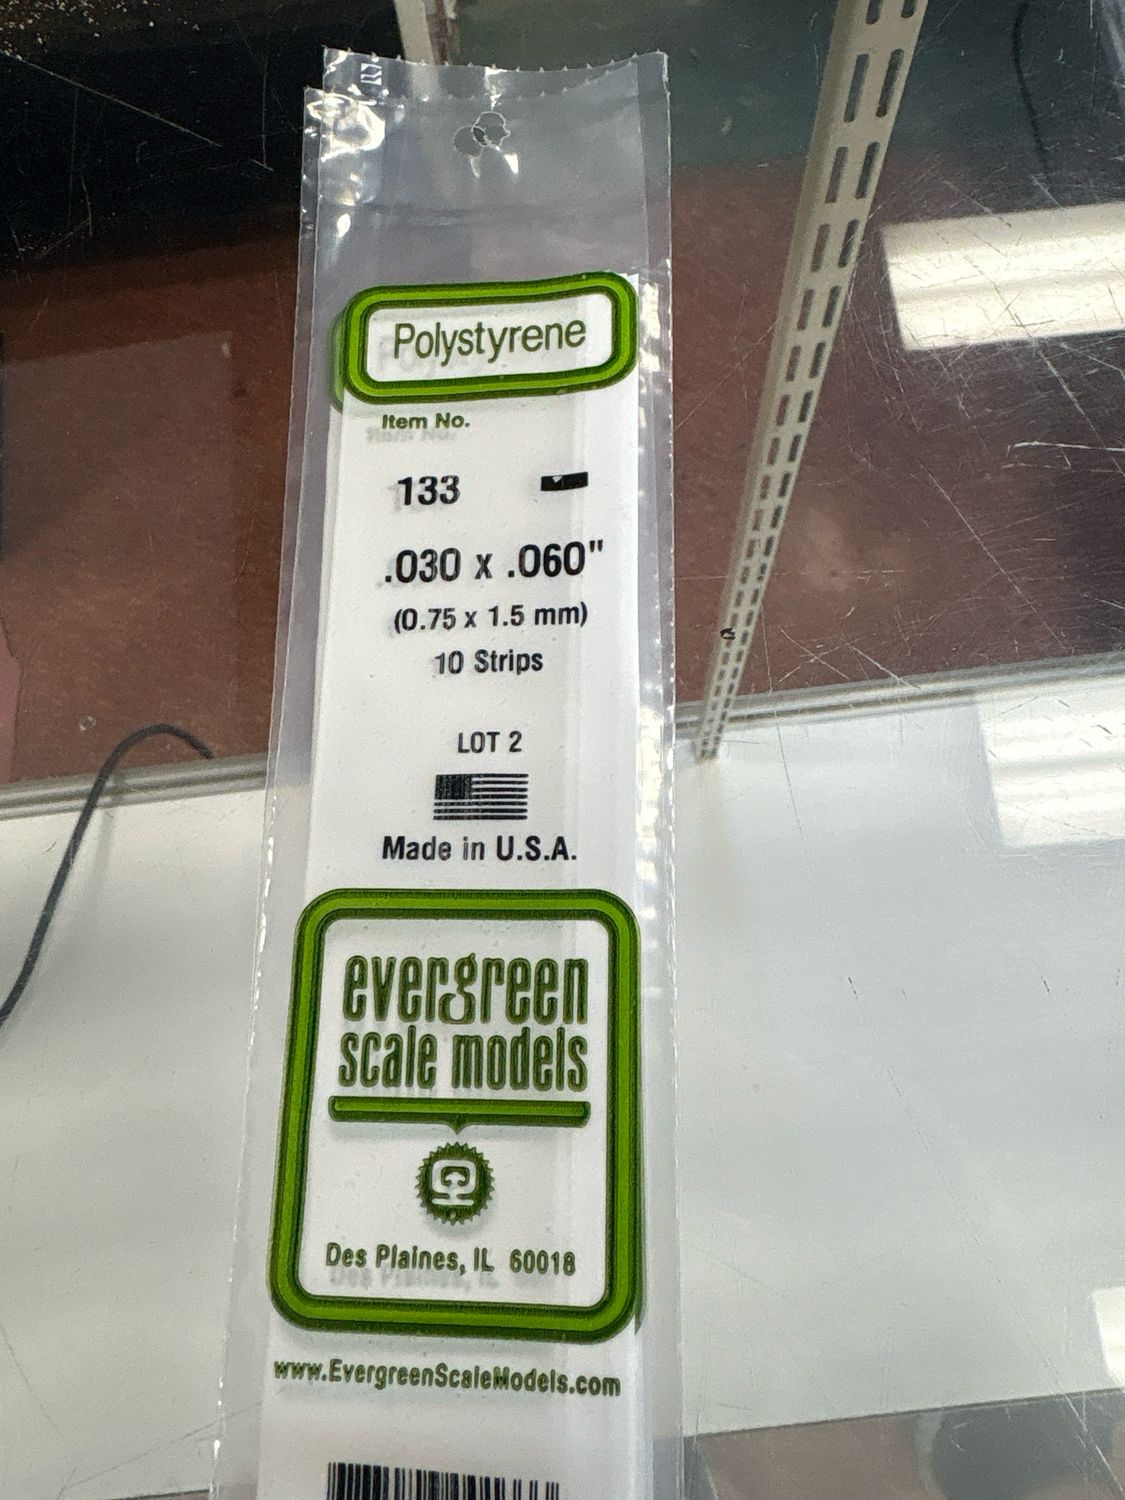 Polystyrene
Item No.
133
.030 x .060"
(0.75 x 1.5 mm)
10 Strips
LOT 2
Made in U.S.A.
evergreen
scale models
Des Plaines, IL 60018
www.EvergreenScaleModels.com